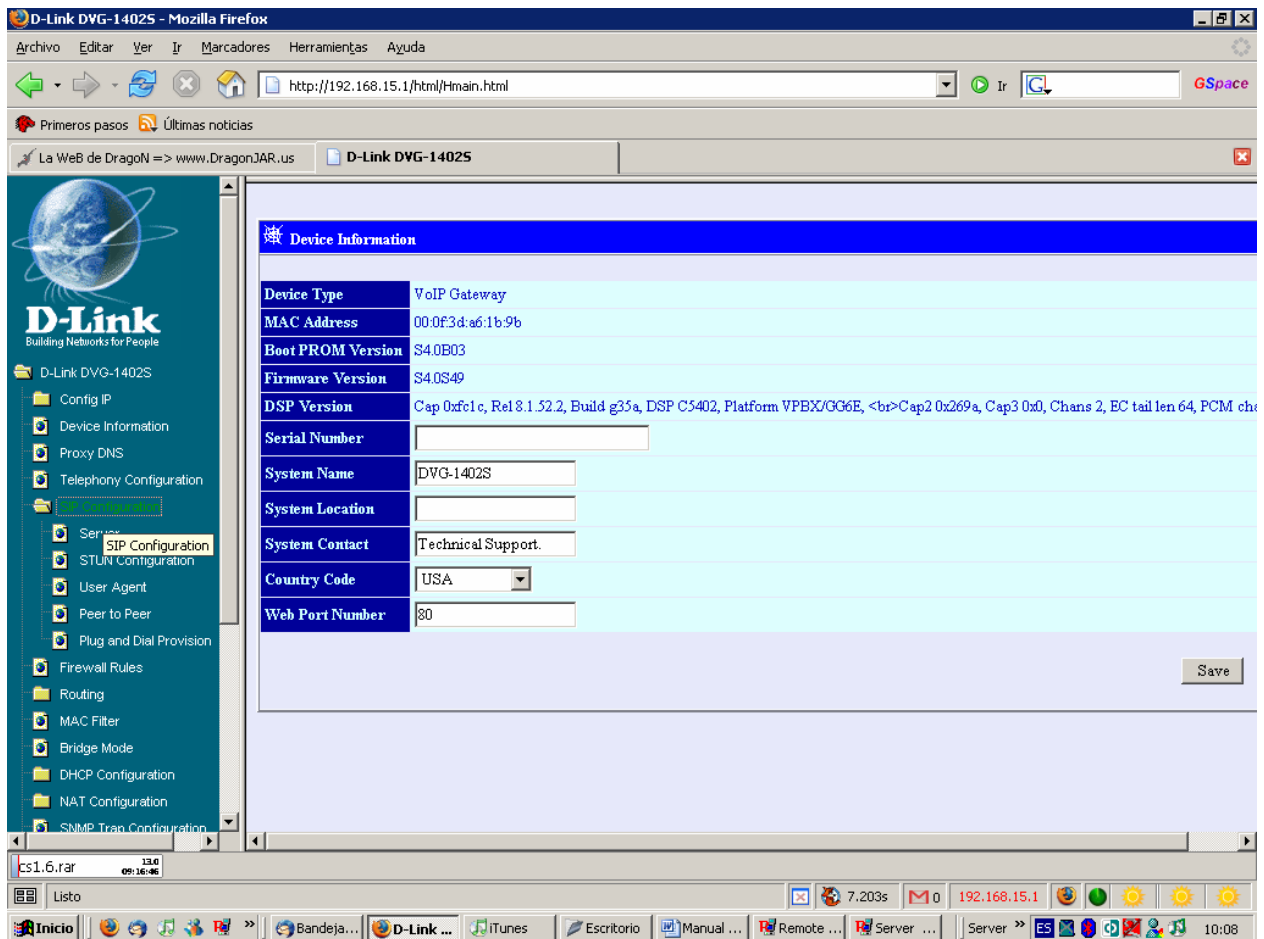 D-Link DVG-1402S - Mozilla Firefox
Archivo Editar Ver Ir Marcadores Herramientas Ayuda
http://192.168.15.1/html/Hmain.html Ir G GSpace
Primeros pasos Últimas noticias
La WeB de DragoN => www.DragonJAR.us D-Link DVG-1402S
D-Link
Building Networks for People
D-Link DVG-1402S
Config IP
Device Information
Proxy DNS
Telephony Configuration
SIP Configuration
Server
SIP Configuration
STUN Configuration
User Agent
Peer to Peer
Plug and Dial Provision
Firewall Rules
Routing
MAC Filter
Bridge Mode
DHCP Configuration
NAT Configuration
SNMP Trap Configuration
Device Information
Device Type VoIP Gateway
MAC Address 00:0f:3d:a6:1b:9b
Boot PROM Version S4.0B03
Firmware Version S4.0S49
DSP Version Cap 0xfc1c, Rel 8.1.52.2, Build g35a, DSP C5402, Platform VPBX/GG6E, <br>Cap2 0x269a, Cap3 0x0, Chans 2, EC tail len 64, PCM cha
Serial Number
System Name DVG-1402S
System Location
System Contact Technical Support.
Country Code USA
Web Port Number 80
Save
cs1.6.rar 13.0
09:16:46
Listo 7.203s 0 192.168.15.1
Inicio » Bandeja... D-Link ... iTunes Escritorio Manual ... Remote ... Server ... Server » ES 10:08